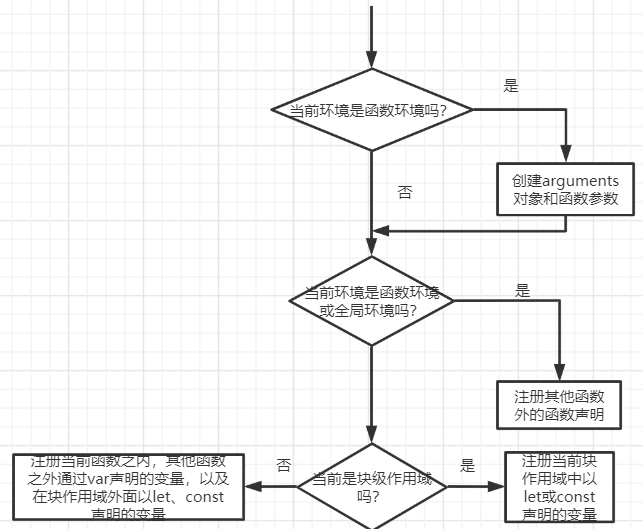 当前环境是函数环境吗？
是
创建arguments
对象和函数参数
否
当前环境是函数环境
或全局环境吗？
是
注册其他函数
外的函数声明
注册当前函数之内，其他函数
之外通过var声明的变量，以及
在块作用域外面以let、const
声明的变量
否
当前是块级作用域
吗？
是
注册当前块
作用域中以
let或const
声明的变量